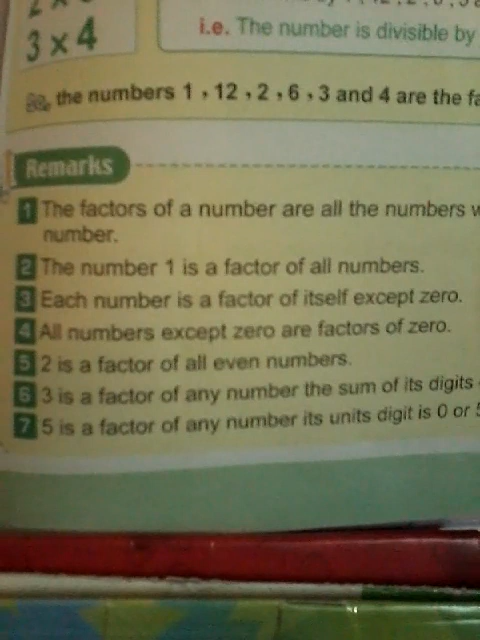 3 × 4
i.e. The number is divisible by
the numbers 1 , 12 , 2 , 6 , 3 and 4 are the
Remarks
1 The factors of a number are all the numbers
number.
2 The number 1 is a factor of all numbers.
3 Each number is a factor of itself except zero.
4 All numbers except zero are factors of zero.
5 2 is a factor of all even numbers.
6 3 is a factor of any number the sum of its digits
7 5 is a factor of any number its units digit is 0 or 5